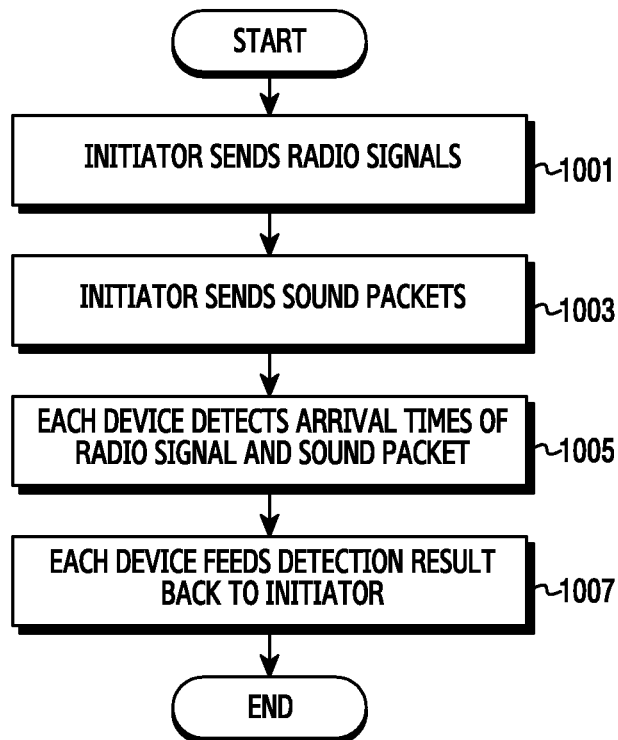 START
INITIATOR SENDS RADIO SIGNALS
1001
INITIATOR SENDS SOUND PACKETS
1003
EACH DEVICE DETECTS ARRIVAL TIMES OF
RADIO SIGNAL AND SOUND PACKET
1005
EACH DEVICE FEEDS DETECTION RESULT
BACK TO INITIATOR
1007
END